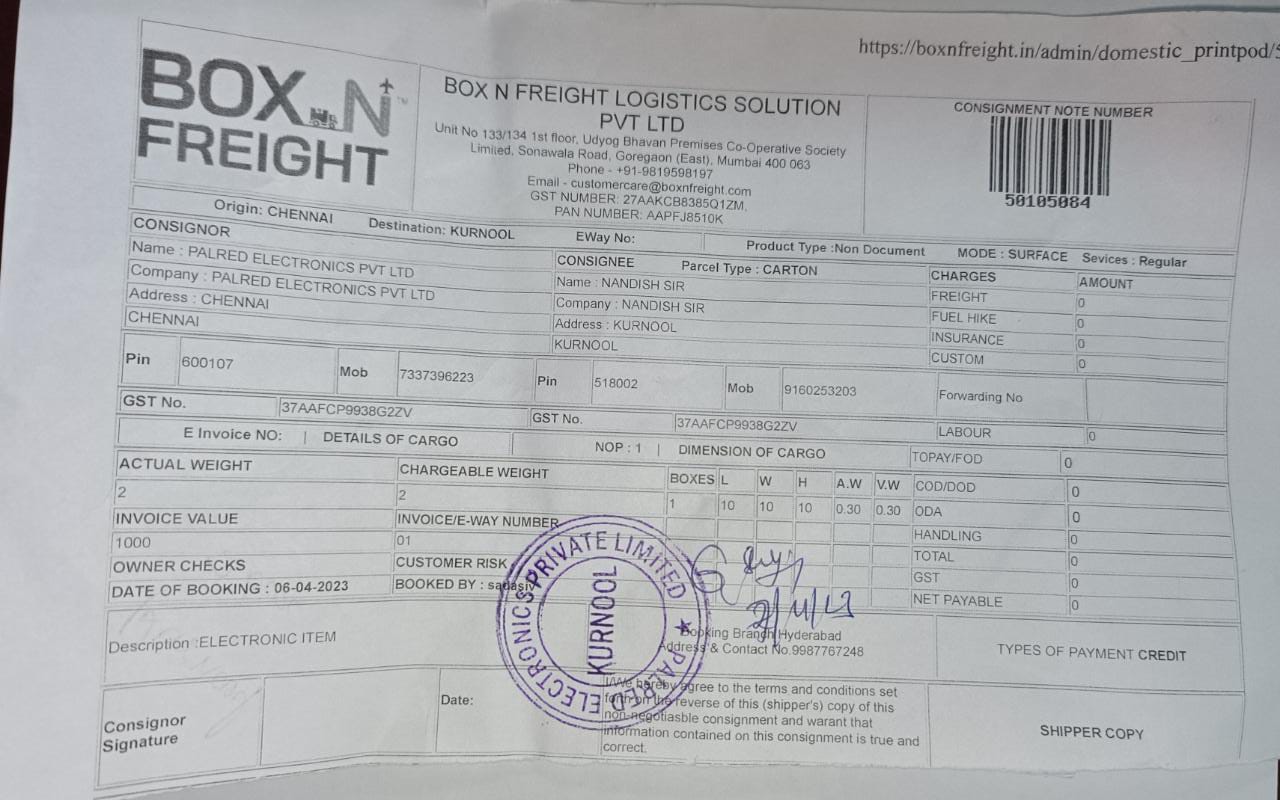 https://boxnfreight.in/admin/domestic_printpod/5
BOX N FREIGHT
BOX N FREIGHT LOGISTICS SOLUTION
PVT LTD
Unit No 133/134 1st floor, Udyog Bhavan Premises Co-Operative Society
Limited, Sonawala Road, Goregaon (East), Mumbai 400 063
Phone - +91-9819598197
Email - customercare@boxnfreight.com
GST NUMBER: 27AAKCB8385Q1ZM,
PAN NUMBER: AAPFJ8510K
CONSIGNMENT NOTE NUMBER
50105084
Origin: CHENNAI Destination: KURNOOL EWay No: Product Type :Non Document MODE : SURFACE Sevices : Regular
CONSIGNOR CONSIGNEE Parcel Type : CARTON CHARGES AMOUNT
Name : PALRED ELECTRONICS PVT LTD Name : NANDISH SIR FREIGHT 0
Company : PALRED ELECTRONICS PVT LTD Company : NANDISH SIR FUEL HIKE 0
Address : CHENNAI Address : KURNOOL INSURANCE 0
CHENNAI KURNOOL CUSTOM 0
Pin 600107 Mob 7337396223 Pin 518002 Mob 9160253203 Forwarding No
GST No. 37AAFCP9938G2ZV GST No. 37AAFCP9938G2ZV LABOUR 0
E Invoice NO: | DETAILS OF CARGO NOP : 1 | DIMENSION OF CARGO TOPAY/FOD 0
ACTUAL WEIGHT CHARGEABLE WEIGHT BOXES L W H A.W V.W COD/DOD 0
2 2 1 10 10 10 0.30 0.30 ODA 0
INVOICE VALUE INVOICE/E-WAY NUMBER HANDLING 0
1000 01 TOTAL 0
OWNER CHECKS CUSTOMER RISK GST 0
DATE OF BOOKING : 06-04-2023 BOOKED BY : sadasiv NET PAYABLE 0
PALRED ELECTRONICS PRIVATE LIMITED ★
KURNOOL
Description :ELECTRONIC ITEM
Booking Branch Hyderabad
Address & Contact No.9987767248
TYPES OF PAYMENT CREDIT
Consignor
Signature
Date:
I/We hereby agree to the terms and conditions set
forth on the reverse of this (shipper's) copy of this
non-negotiasble consignment and warant that
information contained on this consignment is true and
correct.
SHIPPER COPY